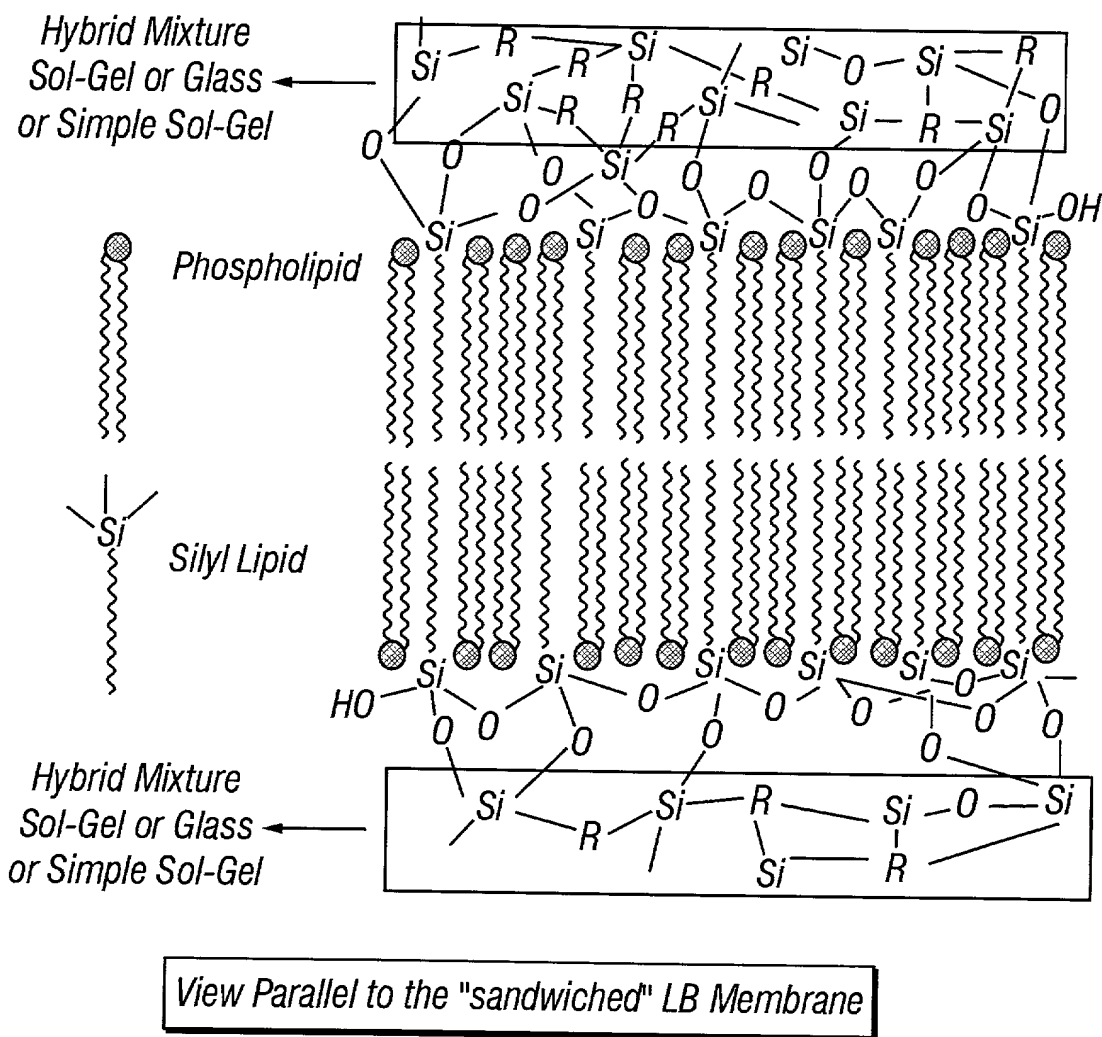 Hybrid Mixture
Sol-Gel or Glass
or Simple Sol-Gel
Si R Si Si O Si R
R Si R Si R Si R Si O
R R
O O O Si O O O O O
O O O O
Si Si Si Si Si Si OH
Phospholipid
Silyl Lipid
Si
Si Si Si Si Si O Si
HO O O O O O
O O O O O
Hybrid Mixture
Sol-Gel or Glass
or Simple Sol-Gel
Si Si R Si O Si
R
Si R
View Parallel to the "sandwiched" LB Membrane